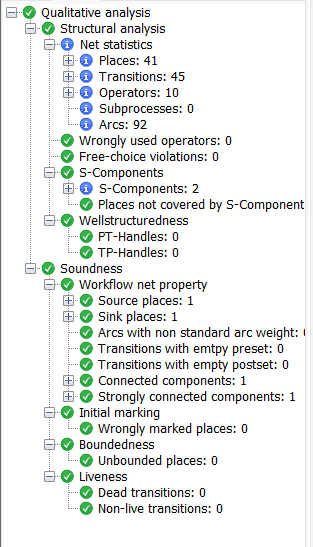 Qualitative analysis
Structural analysis
Net statistics
Places: 41
Transitions: 45
Operators: 10
Subprocesses: 0
Arcs: 92
Wrongly used operators: 0
Free-choice violations: 0
S-Components
S-Components: 2
Places not covered by S-Component
Wellstructuredness
PT-Handles: 0
TP-Handles: 0
Soundness
Workflow net property
Source places: 1
Sink places: 1
Arcs with non standard arc weight:
Transitions with emtpy preset: 0
Transitions with empty postset: 0
Connected components: 1
Strongly connected components: 1
Initial marking
Wrongly marked places: 0
Boundedness
Unbounded places: 0
Liveness
Dead transitions: 0
Non-live transitions: 0